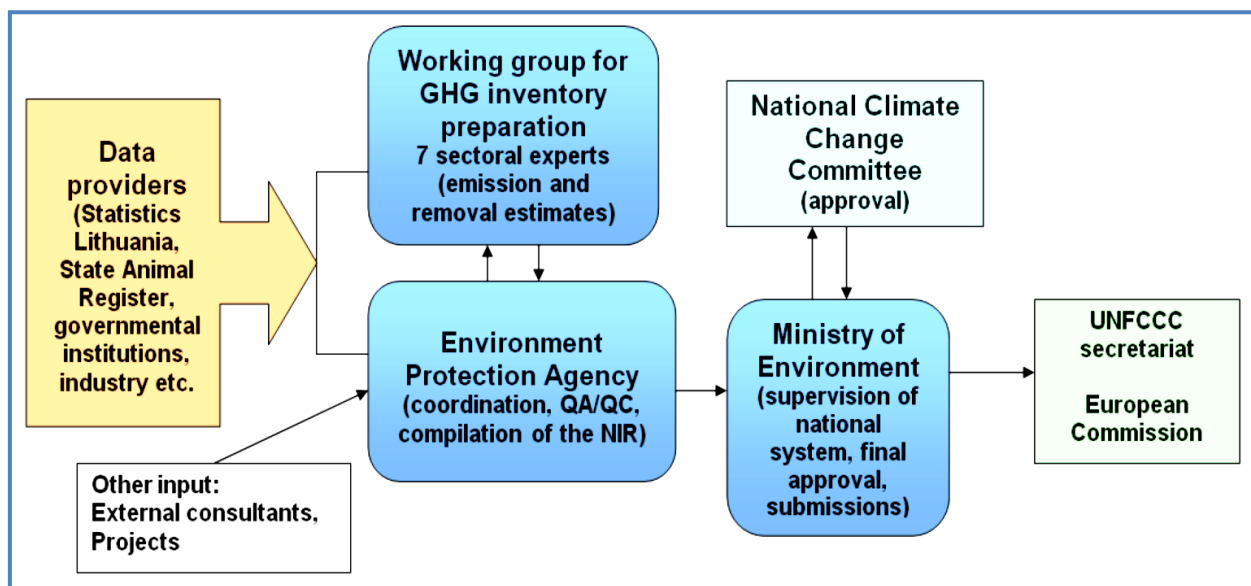 Data
providers
(Statistics
Lithuania,
State Animal
Register,
governmental
institutions,
industry etc.
Working group for
GHG inventory
preparation
7 sectoral experts
(emission and
removal estimates)
Environment
Protection Agency
(coordination, QA/QC,
compilation of the NIR)
Other input:
External consultants,
Projects
National Climate
Change
Committee
(approval)
Ministry of
Environment
(supervision of
national
system, final
approval,
submissions)
UNFCCC
secretariat
European
Commission